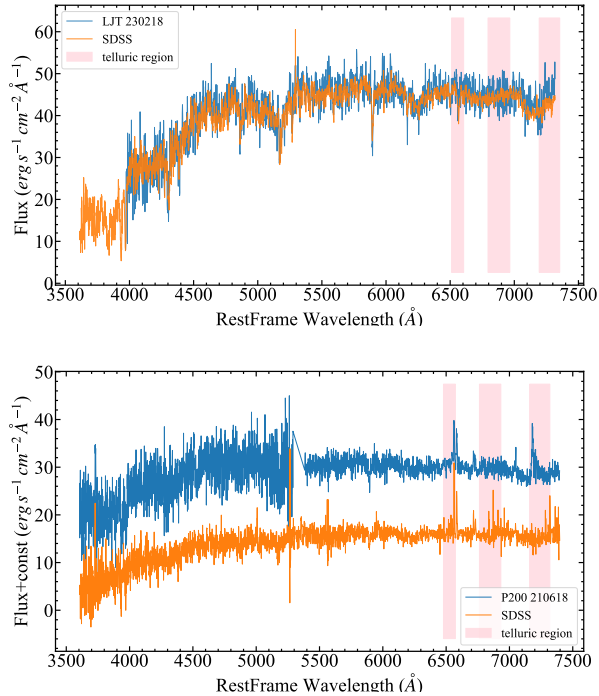 LJT 230218
SDSS
telluric region
60
50
40
30
20
10
0
Flux (erg s⁻¹ cm⁻² Å⁻¹)
3500 4000 4500 5000 5500 6000 6500 7000 7500
RestFrame Wavelength (Å)
50
40
30
20
10
0
Flux+const (erg s⁻¹ cm⁻² Å⁻¹)
P200 210618
SDSS
telluric region
3500 4000 4500 5000 5500 6000 6500 7000 7500
RestFrame Wavelength (Å)